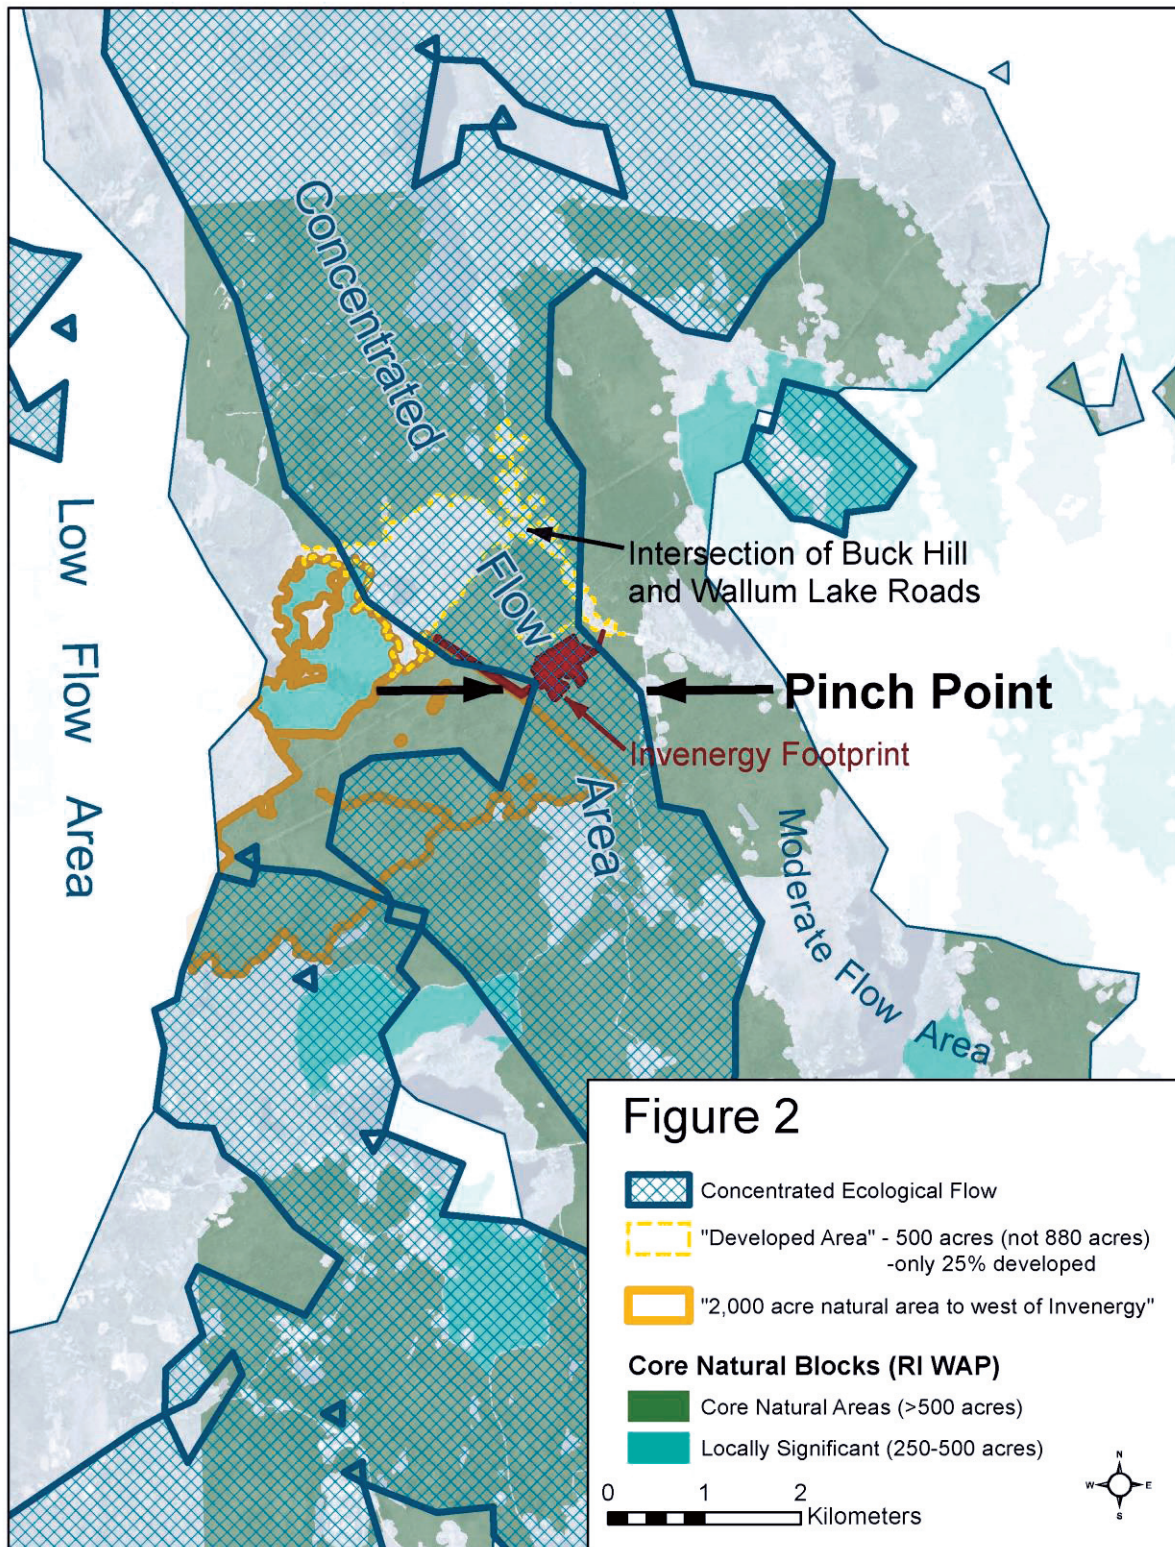 Concentrated
Flow
Area
Low Flow Area
Intersection of Buck Hill
and Wallum Lake Roads
Pinch Point
Invenergy Footprint
Moderate Flow Area
Figure 2
Concentrated Ecological Flow
"Developed Area" - 500 acres (not 880 acres)
-only 25% developed
"2,000 acre natural area to west of Invenergy"
Core Natural Blocks (RI WAP)
Core Natural Areas (>500 acres)
Locally Significant (250-500 acres)
0 1 2
Kilometers
N
W E
S